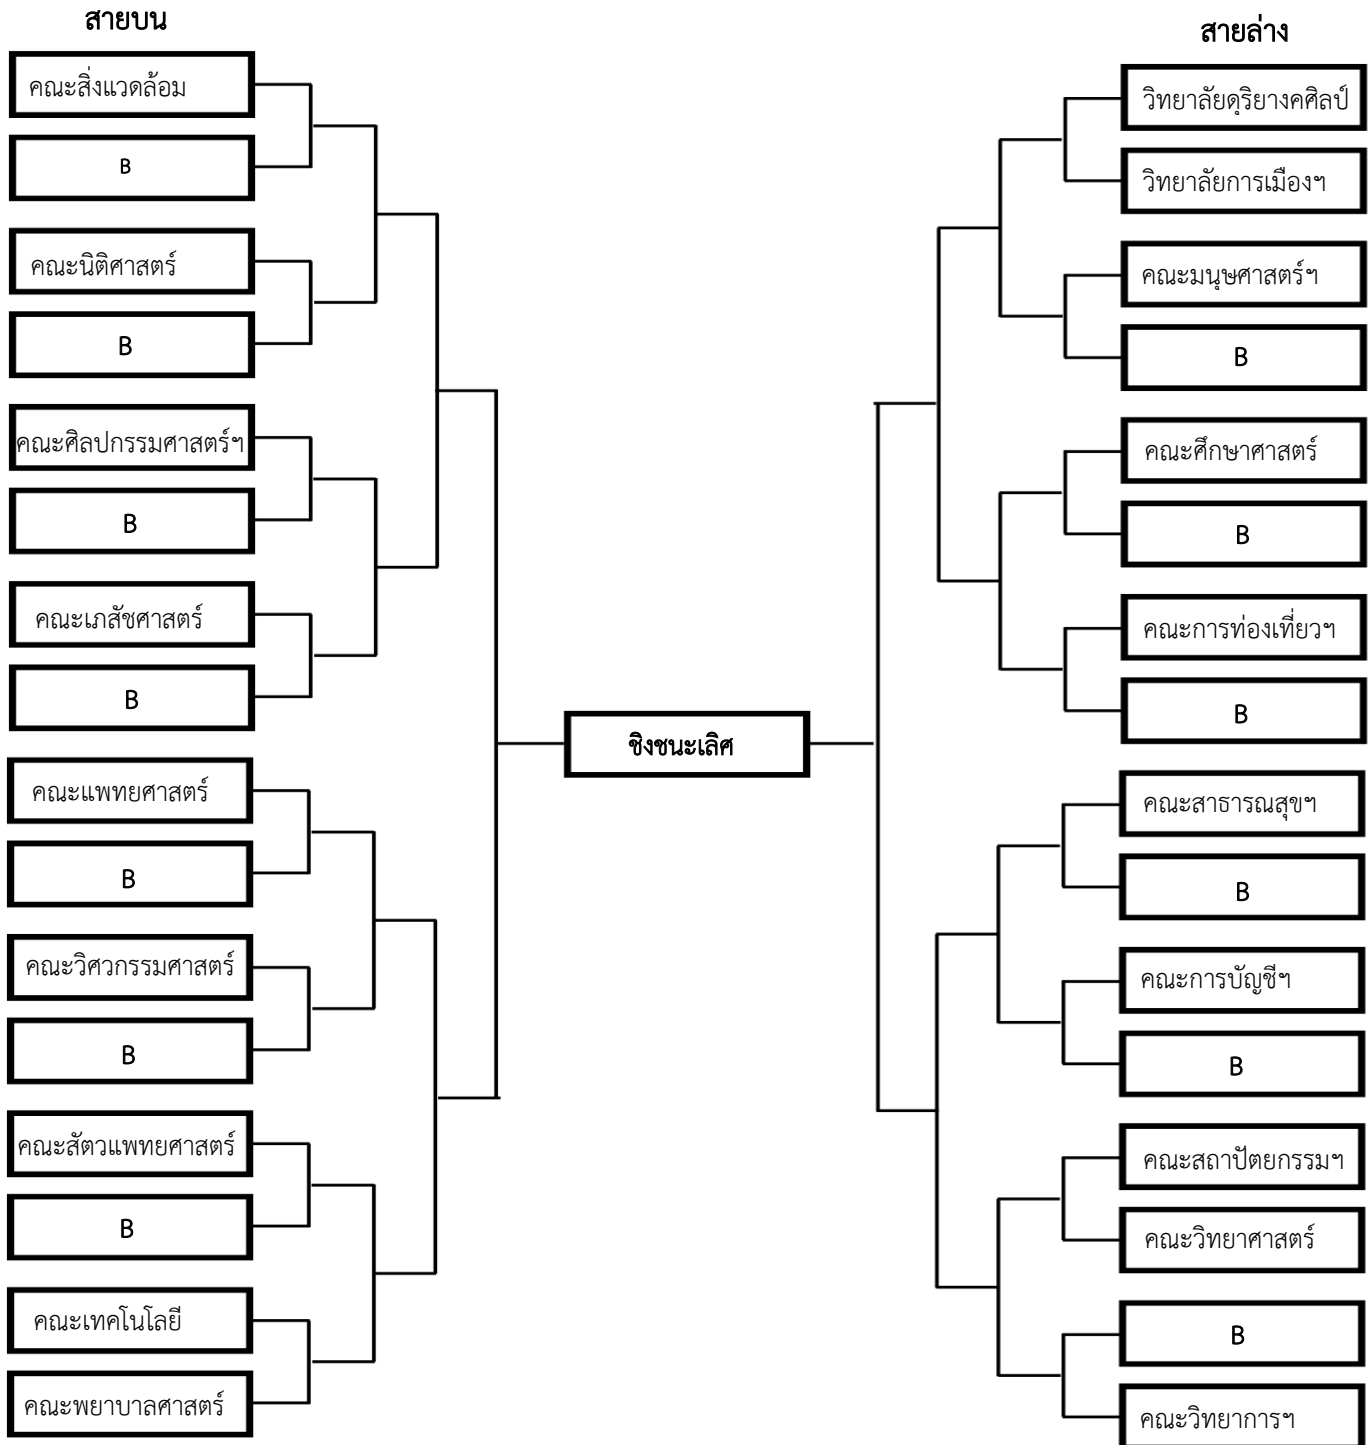 สายบน
คณะสิ่งแวดล้อม
B
คณะนิติศาสตร์
B
คณะศิลปกรรมศาสตร์ฯ
B
คณะเภสัชศาสตร์
B
คณะแพทยศาสตร์
B
คณะวิศวกรรมศาสตร์
B
คณะสัตวแพทยศาสตร์
B
คณะเทคโนโลยี
คณะพยาบาลศาสตร์
ชิงชนะเลิศ
สายล่าง
วิทยาลัยดุริยางคศิลป์
วิทยาลัยการเมืองฯ
คณะมนุษศาสตร์ฯ
B
คณะศึกษาศาสตร์
B
คณะการท่องเที่ยวฯ
B
คณะสาธารณสุขฯ
B
คณะการบัญชีฯ
B
คณะสถาปัตยกรรมฯ
คณะวิทยาศาสตร์
B
คณะวิทยาการฯ